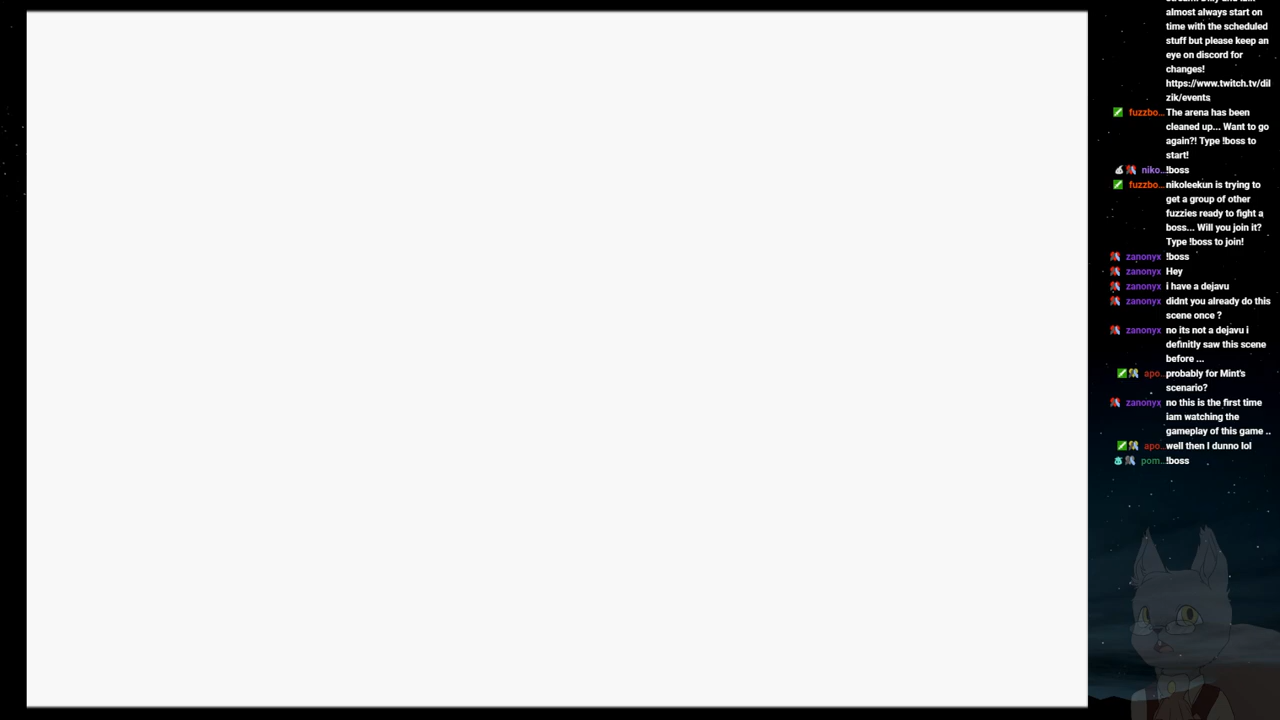 almost always start on
time with the scheduled
stuff but please keep an
eye on discord for
changes!
https://www.twitch.tv/dil
zik/events
fuzzbo... The arena has been
cleaned up... Want to go
again?! Type !boss to
start!
niko... !boss
fuzzbo... nikoleekun is trying to
get a group of other
fuzzies ready to fight a
boss... Will you join it?
Type !boss to join!
zanonyx !boss
zanonyx Hey
zanonyx i have a dejavu
zanonyx didnt you already do this
scene once ?
zanonyx no its not a dejavu i
definitly saw this scene
before ...
apo... probably for Mint's
scenario?
zanonyx no this is the first time
iam watching the
gameplay of this game ..
apo... well then I dunno lol
pom... !boss